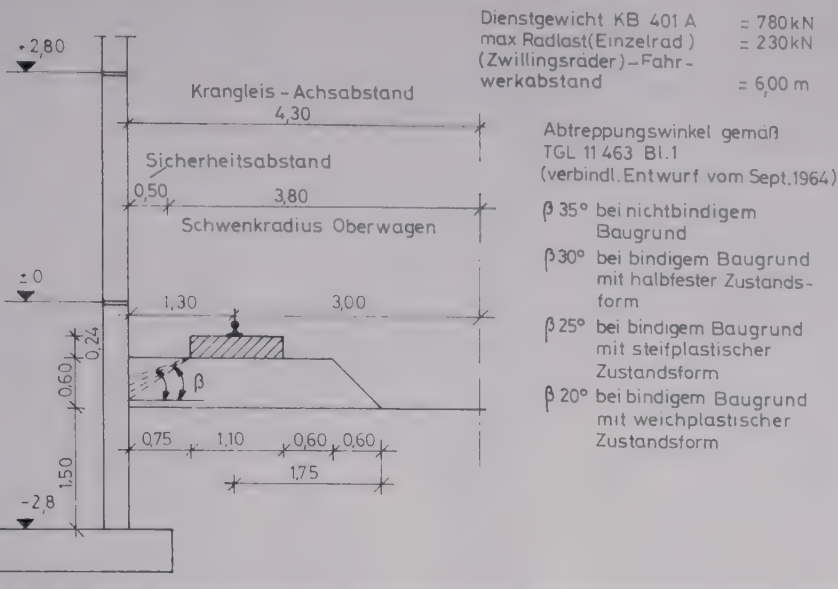 Dienstgewicht KB 401 A = 780kN
max Radlast(Einzelrad) = 230kN
(Zwillingsräder)-Fahr-
werkabstand = 6,00 m
+2,80
Krangleis-Achsabstand
4,30
Abtreppungswinkel gemäß
TGL 11 463 Bl.1
(verbindl. Entwurf vom Sept.1964)
Sicherheitsabstand
0,50
3,80
Schwenkradius Oberwagen
β 35° bei nichtbindigem
Baugrund
β 30° bei bindigem Baugrund
mit halbfester Zustands-
form
±0
1,30
3,00
β 25° bei bindigem Baugrund
mit steifplastischer
Zustandsform
0,24
0,60
β
β 20° bei bindigem Baugrund
mit weichplastischer
Zustandsform
0,75
1,10
0,60
0,60
1,75
1,50
-2,8